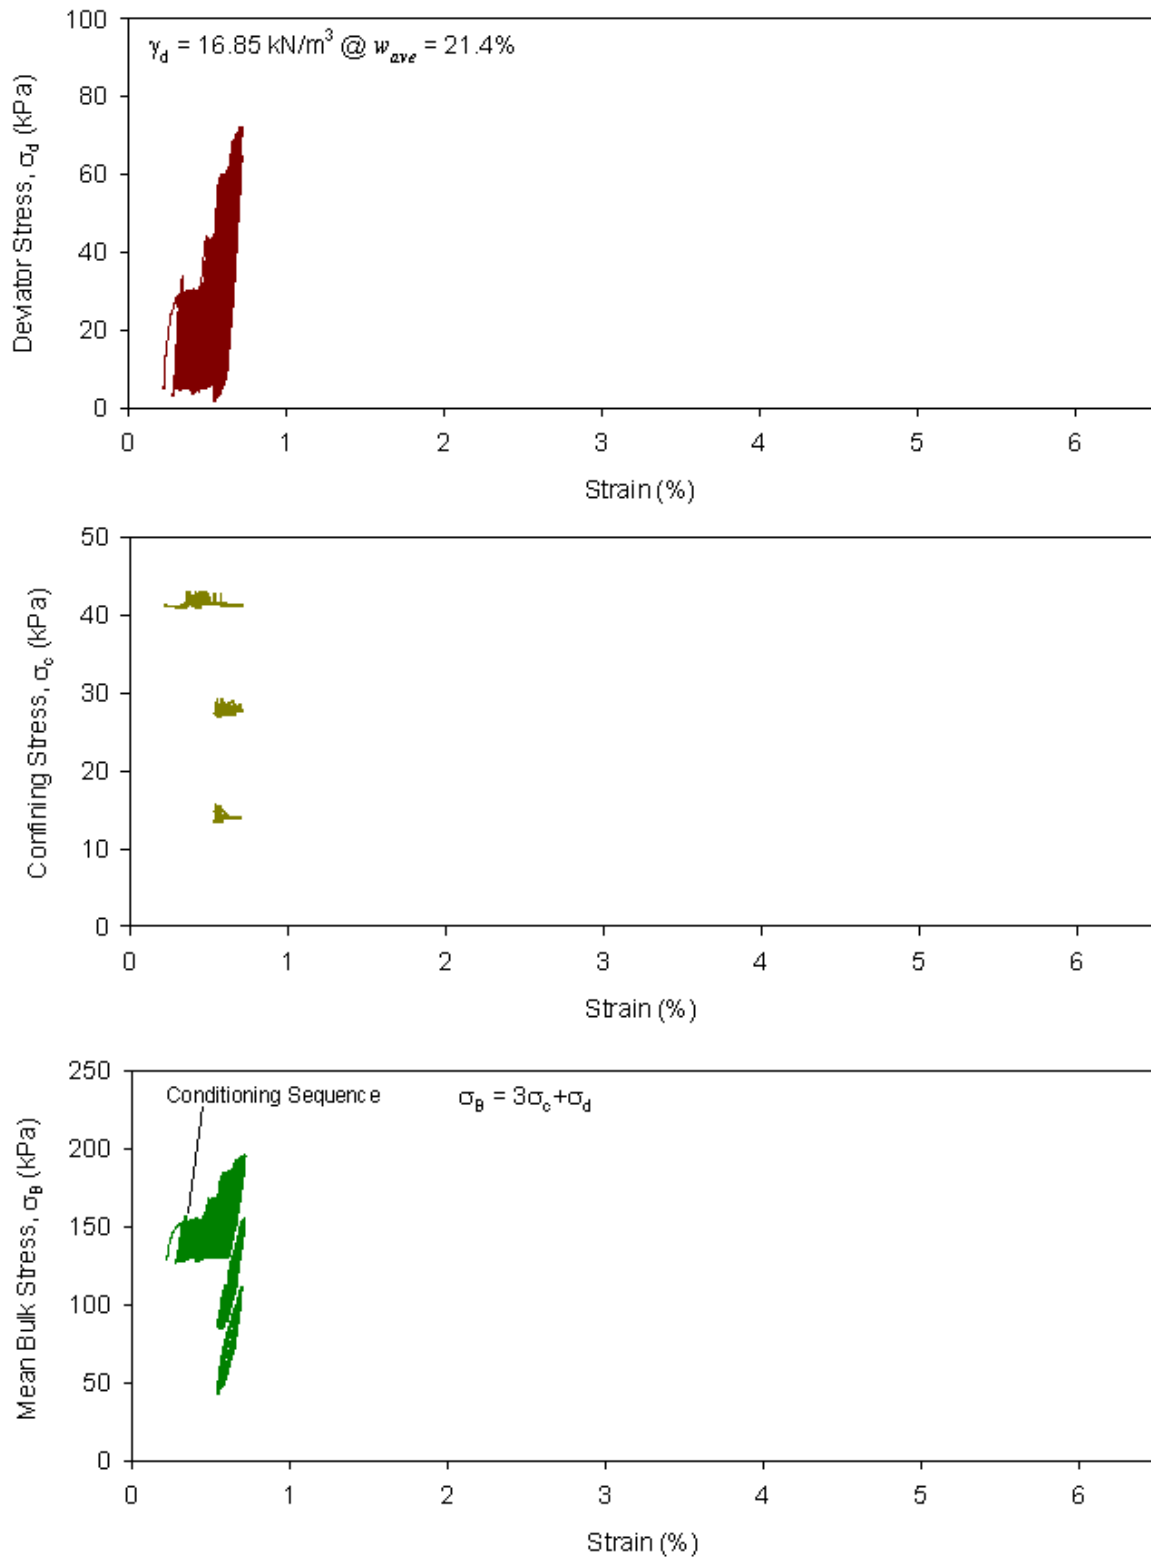 100
γd = 16.85 kN/m³ @ wave = 21.4%
80
60
40
20
0
Deviator Stress, σd (kPa)
0 1 2 3 4 5 6
Strain (%)
50
40
30
20
10
0
Confining Stress, σc (kPa)
0 1 2 3 4 5 6
Strain (%)
250
Conditioning Sequence σB = 3σc+σd
200
150
100
50
0
Mean Bulk Stress, σB (kPa)
0 1 2 3 4 5 6
Strain (%)